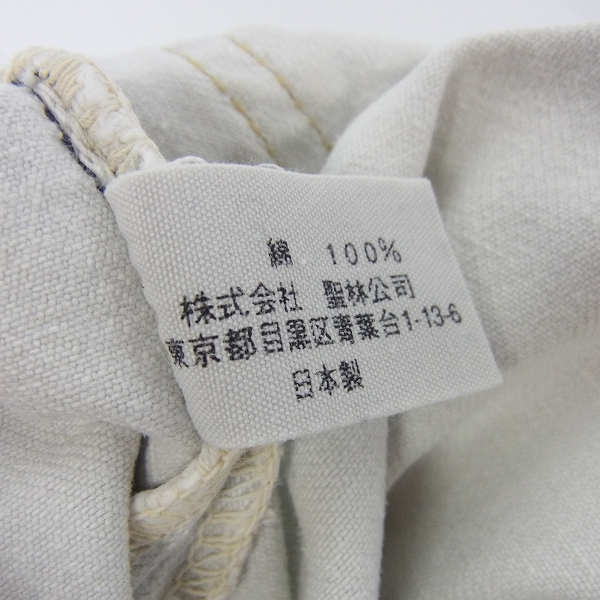 綿 100%
株式会社 聖林公司
東京都目黒区青葉台1-13-6
日本製